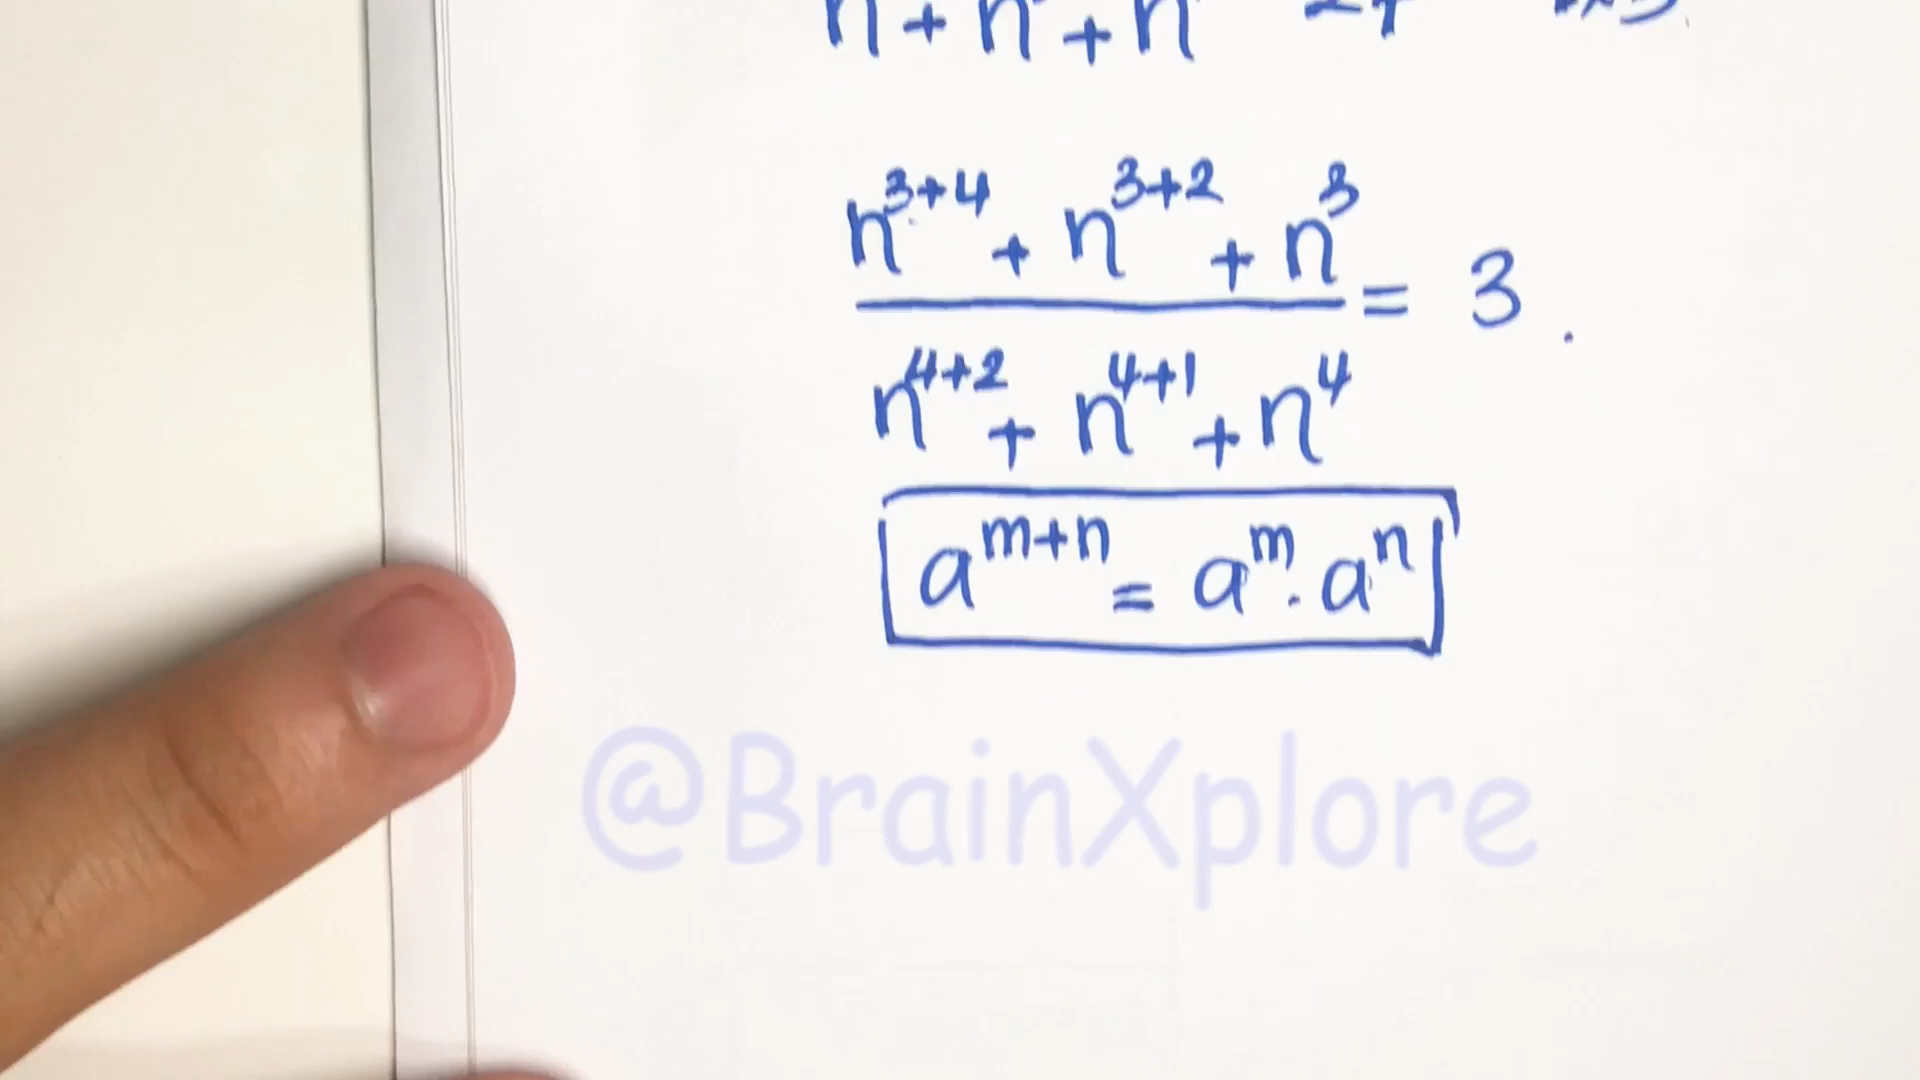 n + n + n
n^{3+4} + n^{3+2} + n^3
= 3.
n^{4+2} + n^{4+1} + n^4
a^{m+n} = a^m . a^n
@BrainXplore